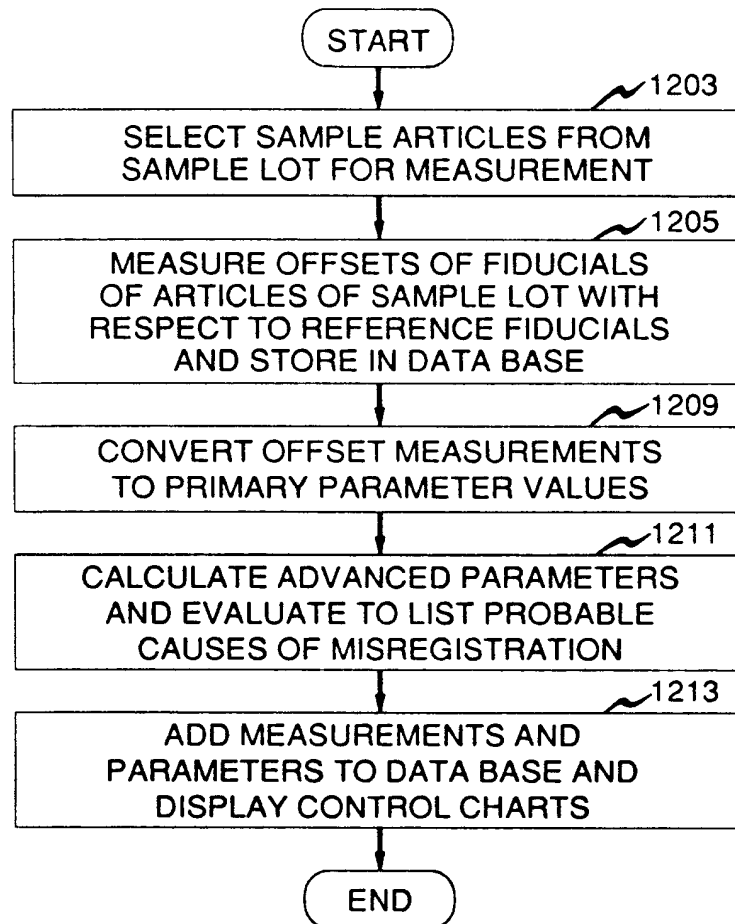 START
1203
SELECT SAMPLE ARTICLES FROM
SAMPLE LOT FOR MEASUREMENT
1205
MEASURE OFFSETS OF FIDUCIALS
OF ARTICLES OF SAMPLE LOT WITH
RESPECT TO REFERENCE FIDUCIALS
AND STORE IN DATA BASE
1209
CONVERT OFFSET MEASUREMENTS
TO PRIMARY PARAMETER VALUES
1211
CALCULATE ADVANCED PARAMETERS
AND EVALUATE TO LIST PROBABLE
CAUSES OF MISREGISTRATION
1213
ADD MEASUREMENTS AND
PARAMETERS TO DATA BASE AND
DISPLAY CONTROL CHARTS
END